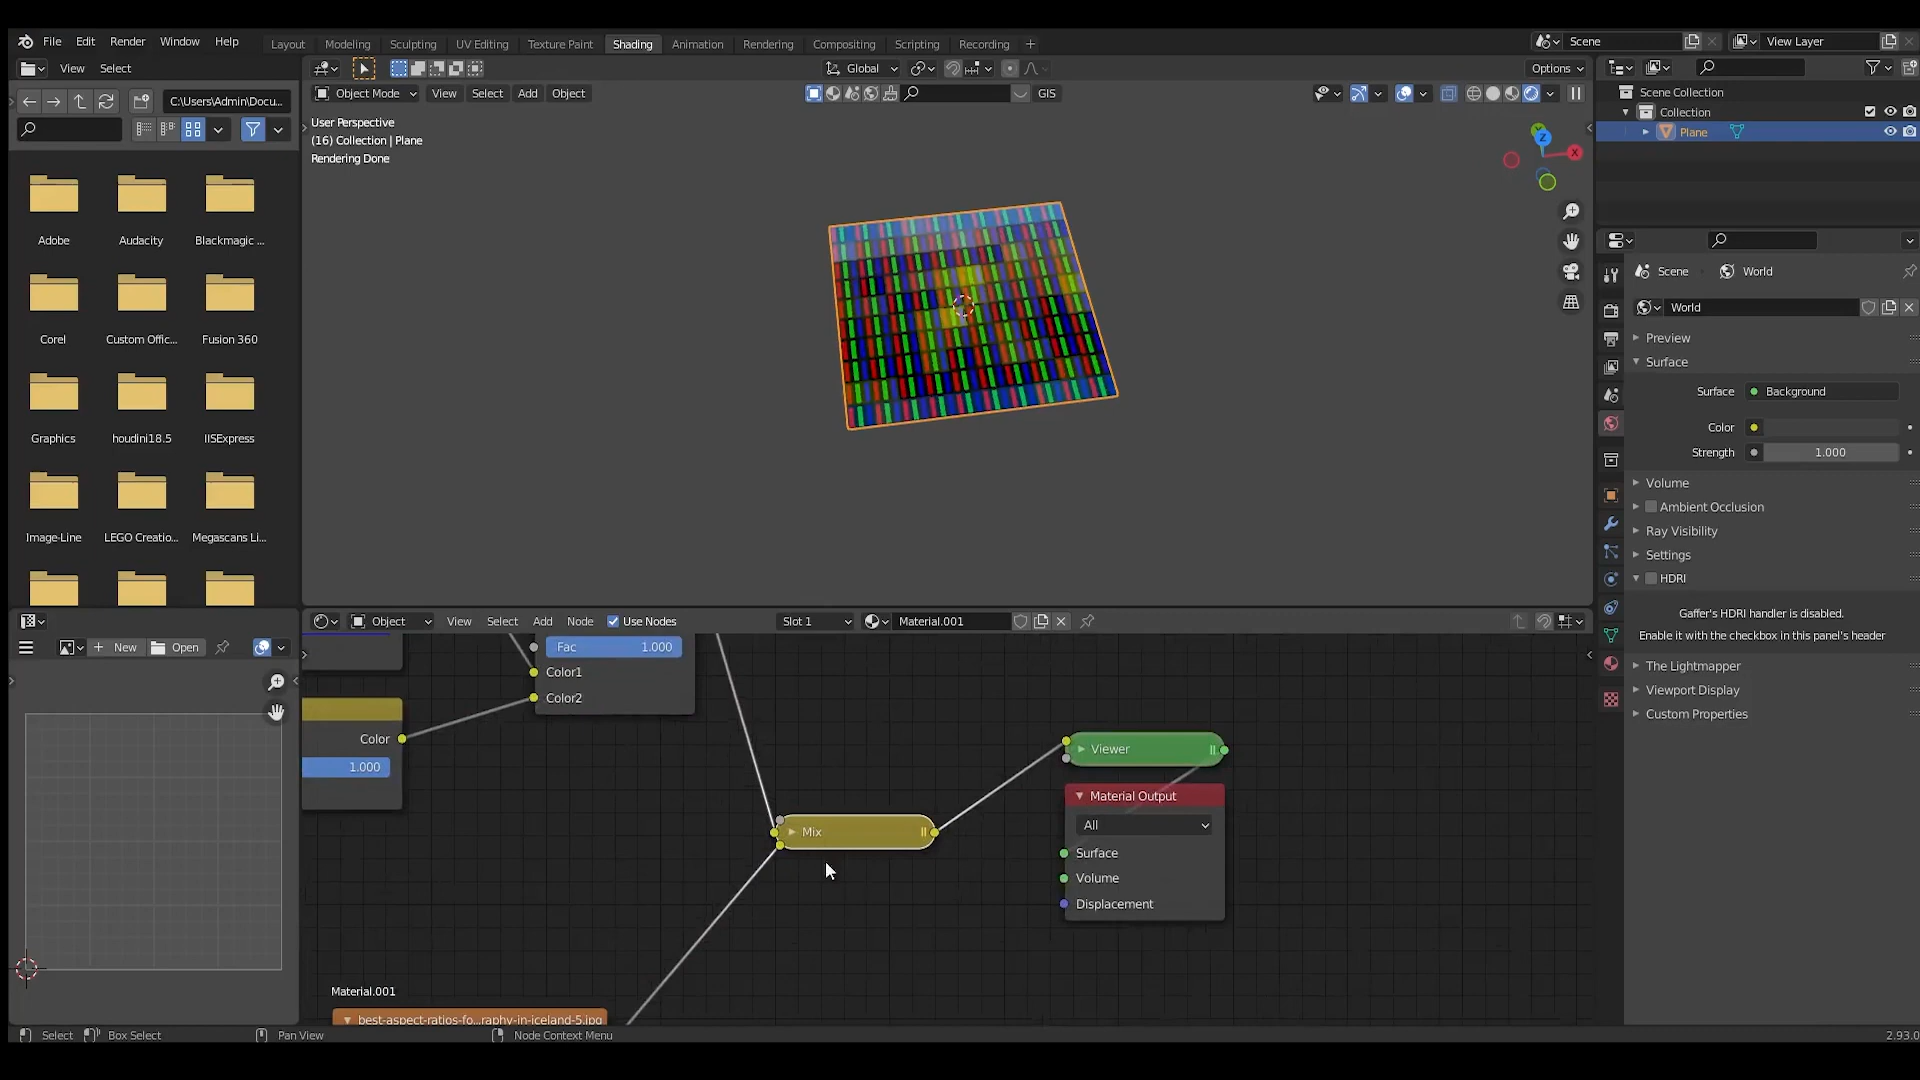 File Edit Render Window Help
Layout Modeling Sculpting UV Editing Texture Paint Shading Animation Rendering Compositing Scripting Recording +
Scene
View Layer
View Select
Global
Options
C:\Users\Admin\Docu...
Object Mode View Select Add Object
GIS
User Perspective
(16) Collection | Plane
Rendering Done
Z
X
Y
Scene Collection
Collection
Plane
Adobe Audacity Blackmagic ...
Corel Custom Offic... Fusion 360
Graphics houdini18.5 IISExpress
Image-Line LEGO Creatio... Megascans Li...
Scene World
World
Preview
Surface
Surface Background
Color
Strength 1.000
Volume
Ambient Occlusion
Ray Visibility
Settings
HDRI
Gaffer's HDRI handler is disabled.
Enable it with the checkbox in this panel's header
The Lightmapper
Viewport Display
Custom Properties
Object View Select Add Node Use Nodes Slot 1 Material.001
+ New Open
Fac 1.000
Color1
Color2
Color
1.000
Mix
Viewer
Material Output
All
Surface
Volume
Displacement
Material.001
best-aspect-ratios-fo...raphy-in-iceland-5.jpg
Select Box Select Pan View Node Context Menu 2.93.0